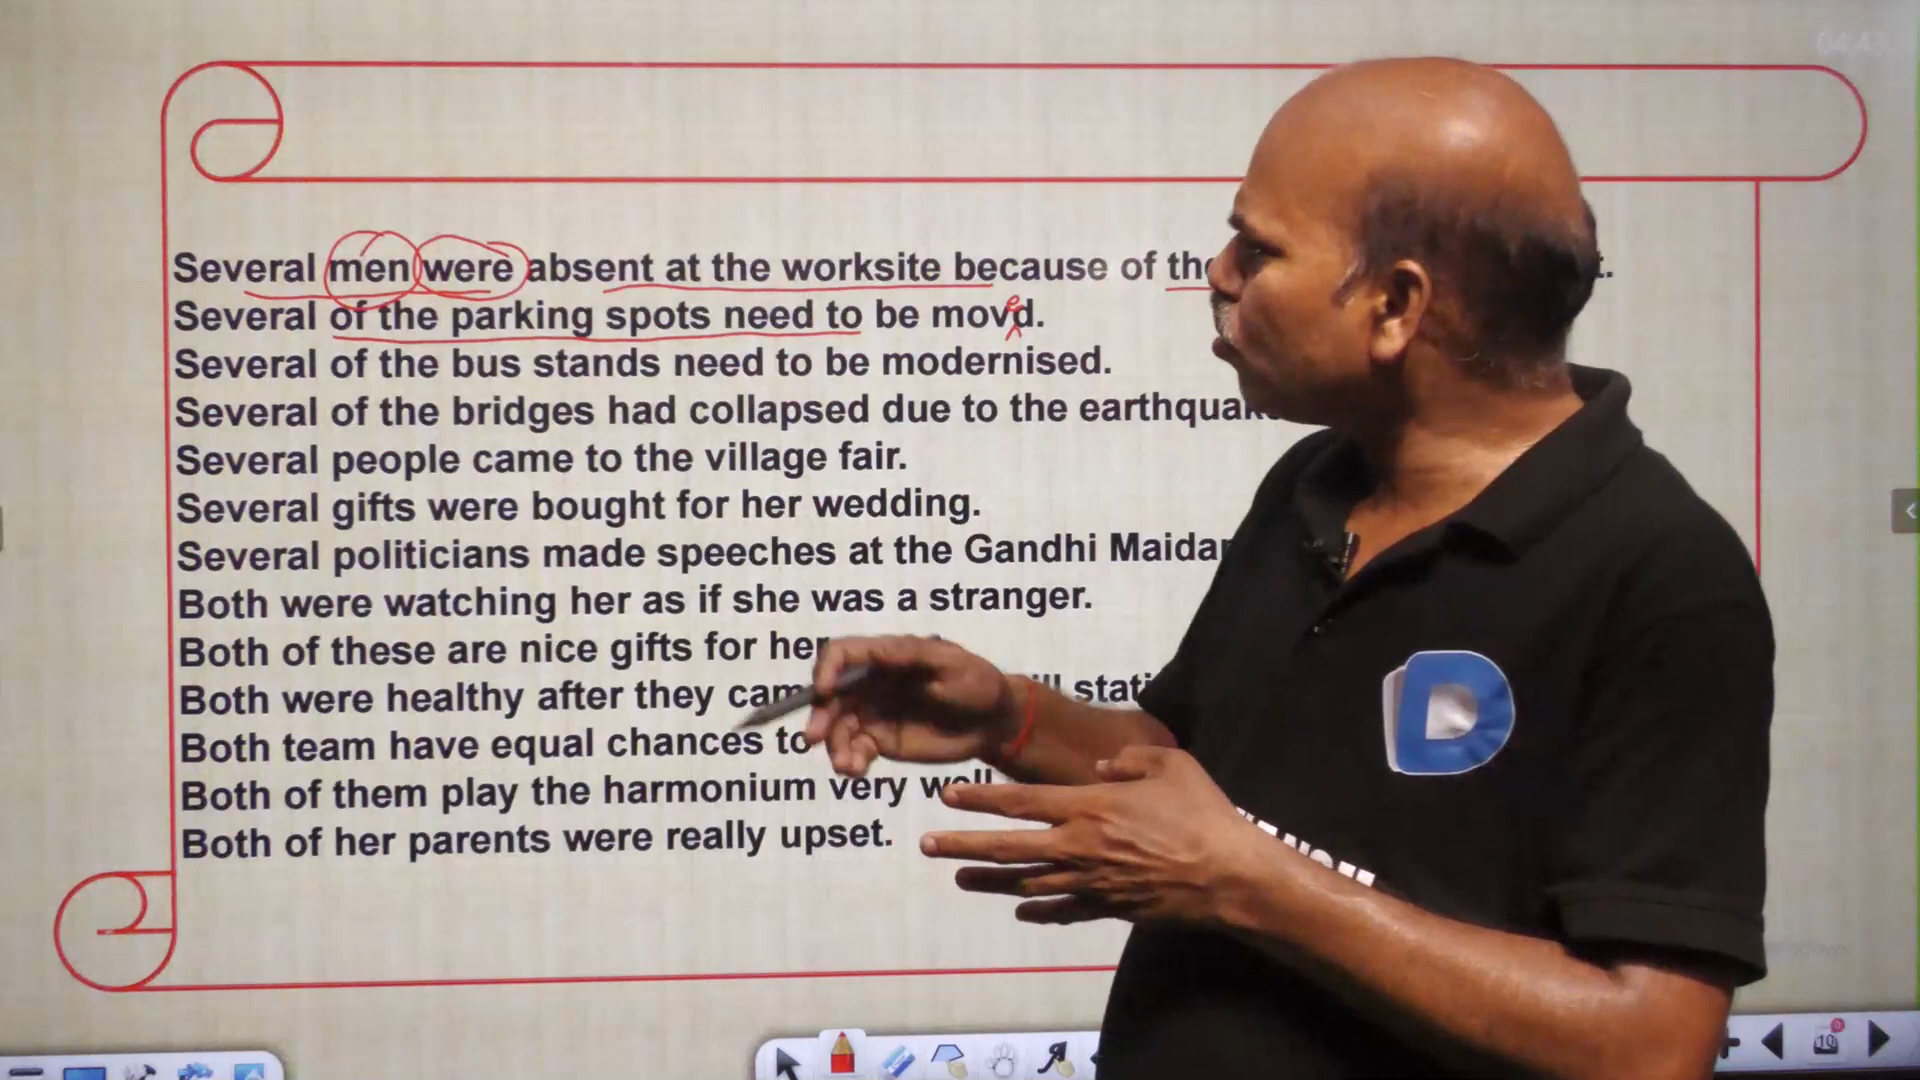 04:43
Several men were absent at the worksite because of the
Several of the parking spots need to be moved.
Several of the bus stands need to be modernised.
Several of the bridges had collapsed due to the
Several people came to the village fair.
Several gifts were bought for her wedding.
Several politicians made speeches at the Gandhi
Both were watching her as if she was a stranger.
Both of these are nice gifts for her
Both were healthy after they
Both team have equal chances to
Both of them play the harmonium very well
Both of her parents were really upset.
D
10